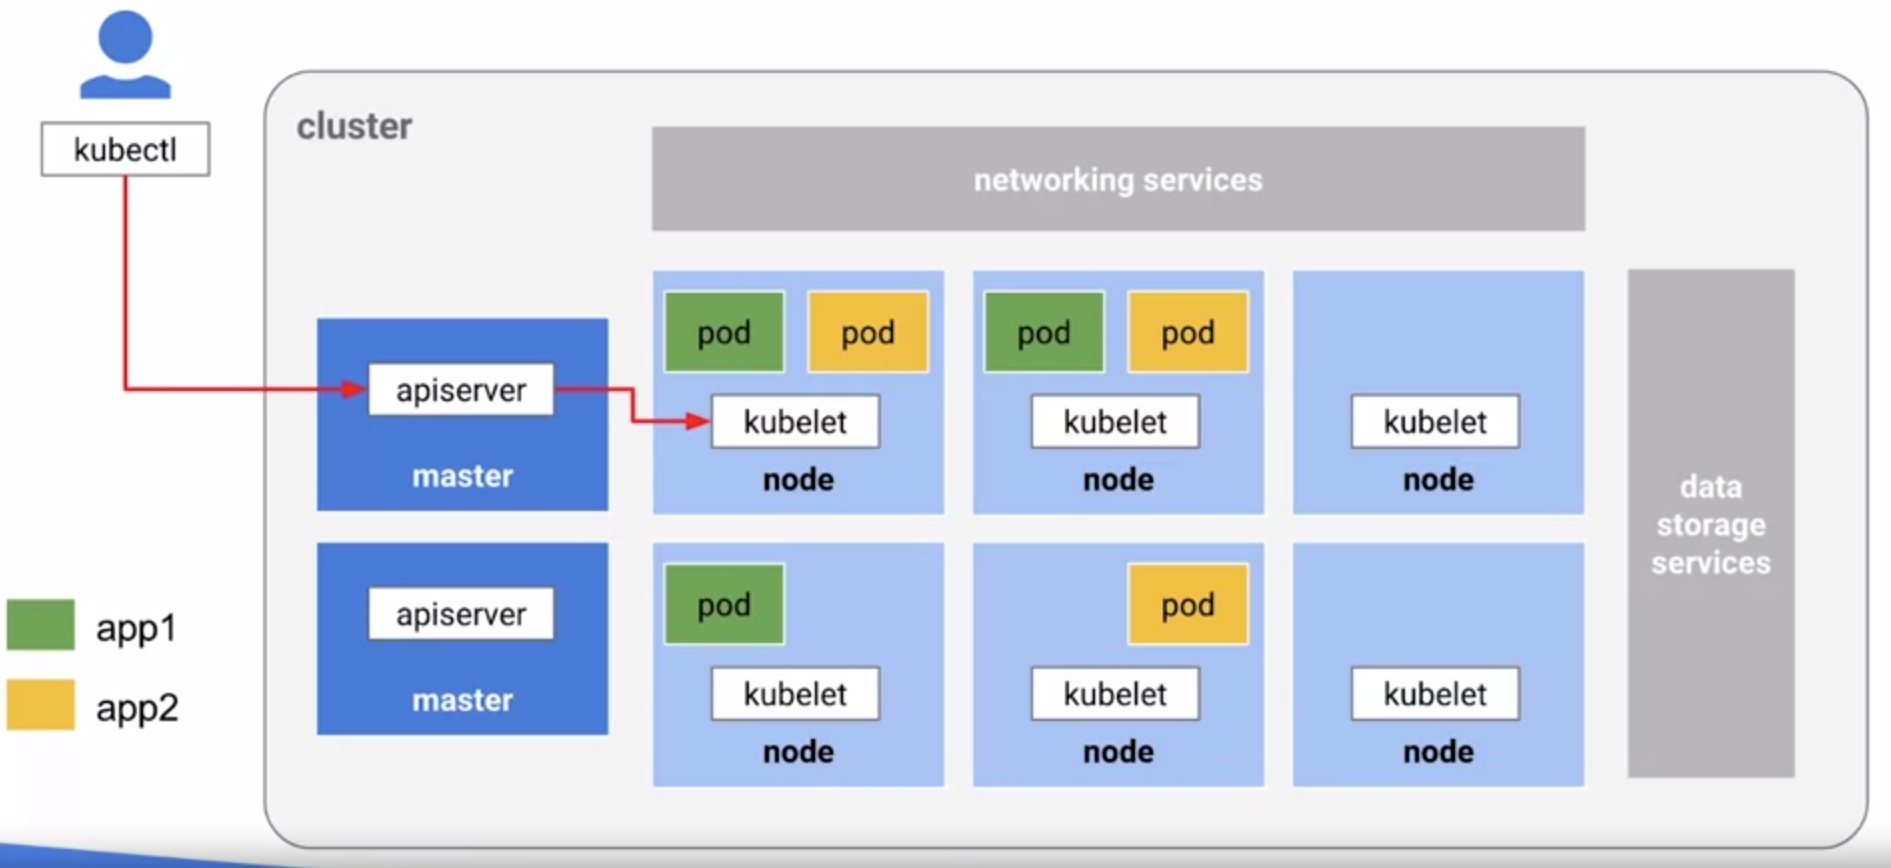 kubectl
cluster
networking services
pod pod pod pod
apiserver
kubelet kubelet kubelet
master
node node node
data
storage
services
pod pod
apiserver
app1
kubelet kubelet kubelet
master
app2
node node node